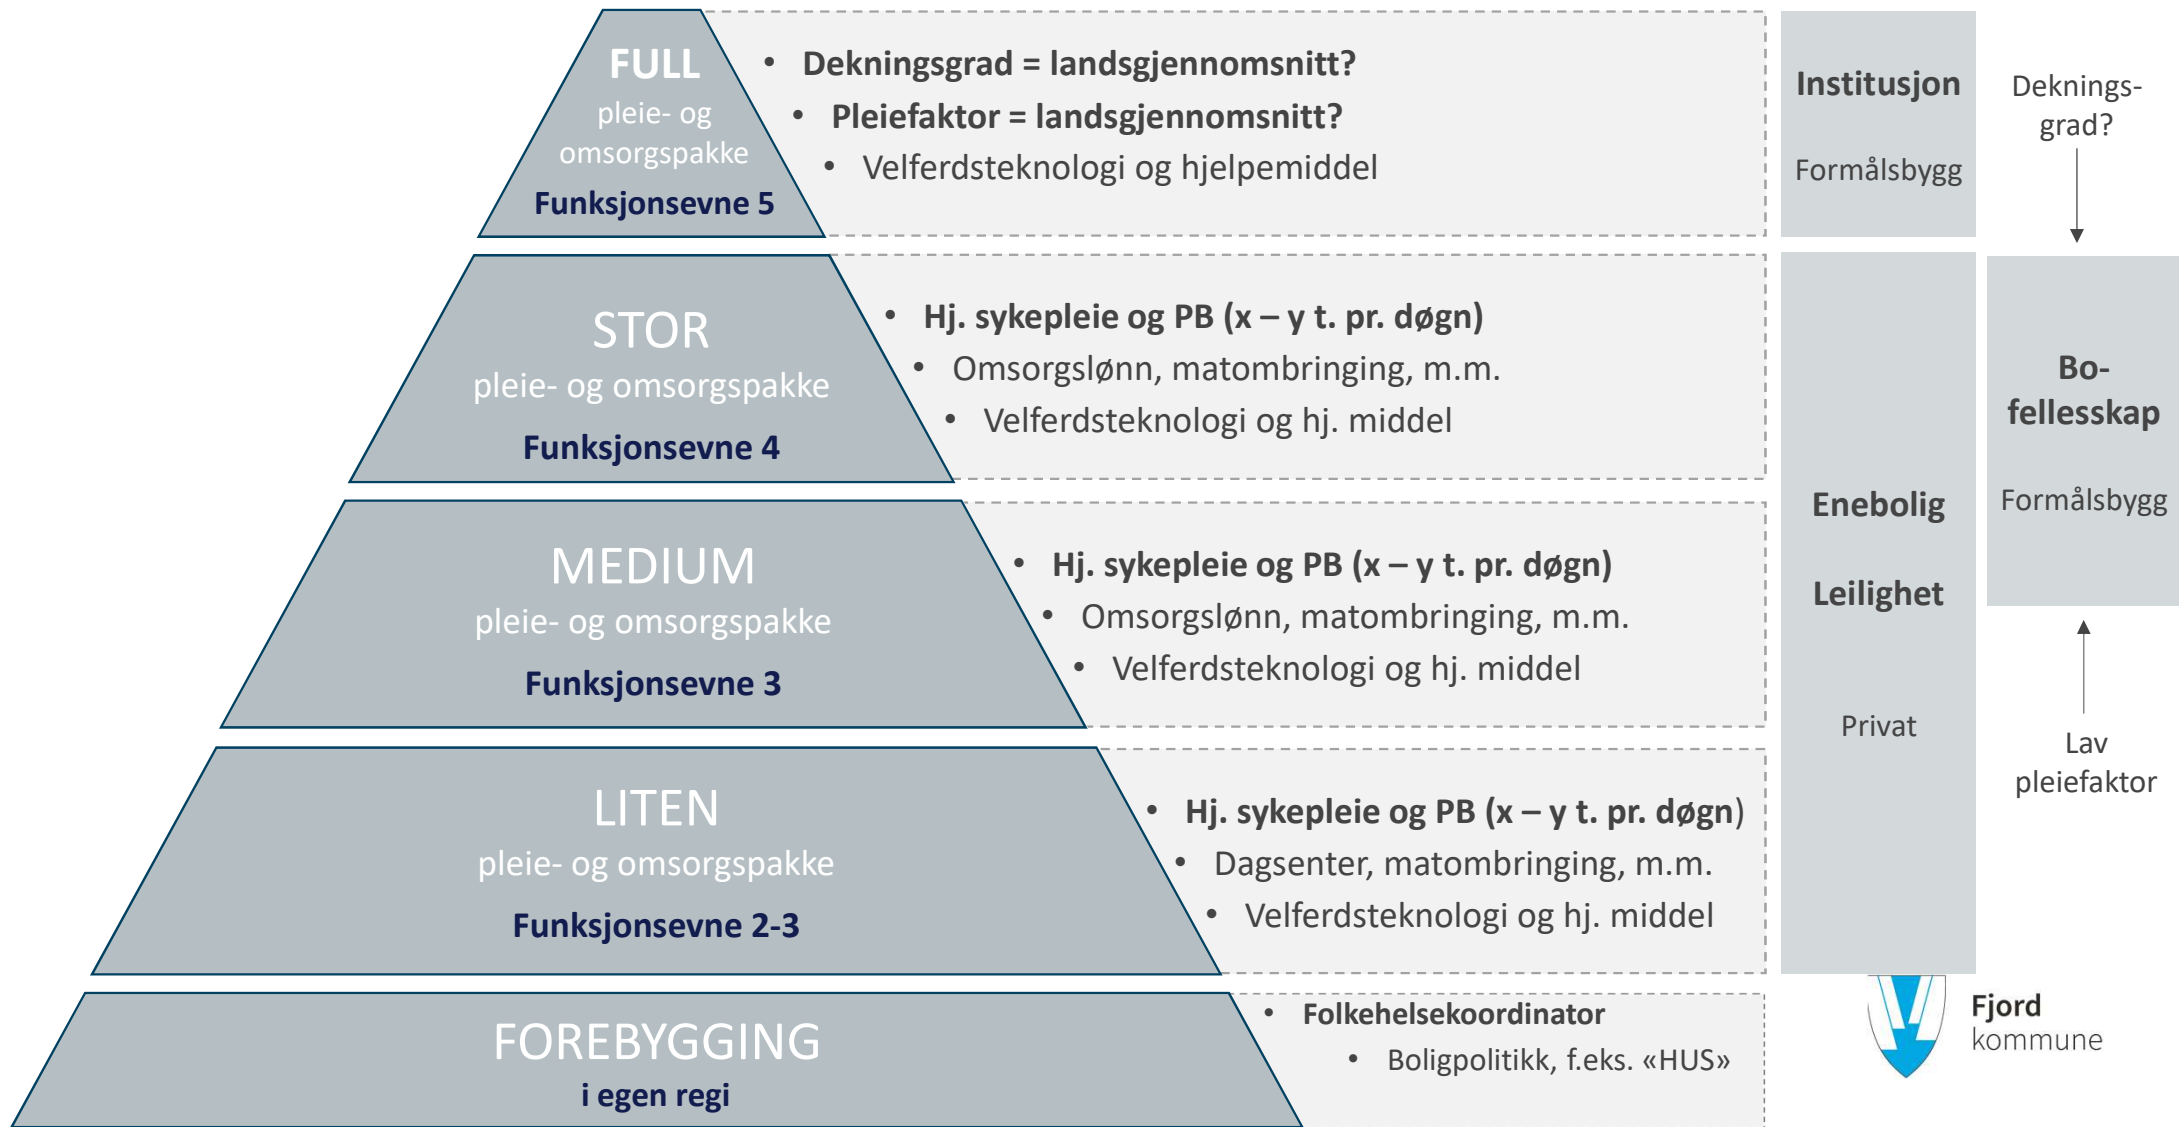 FULL
pleie- og
omsorgspakke
Funksjonsevne 5
• Dekningsgrad = landsgjennomsnitt?
• Pleiefaktor = landsgjennomsnitt?
• Velferdsteknologi og hjelpemiddel
Institusjon
Formålsbygg
Deknings-
grad?
STOR
pleie- og omsorgspakke
Funksjonsevne 4
• Hj. sykepleie og PB (x – y t. pr. døgn)
• Omsorgslønn, matombringing, m.m.
• Velferdsteknologi og hj. middel
Bo-
fellesskap
Formålsbygg
MEDIUM
pleie- og omsorgspakke
Funksjonsevne 3
• Hj. sykepleie og PB (x – y t. pr. døgn)
• Omsorgslønn, matombringing, m.m.
• Velferdsteknologi og hj. middel
Enebolig
Leilighet
Privat
Lav
pleiefaktor
LITEN
pleie- og omsorgspakke
Funksjonsevne 2-3
• Hj. sykepleie og PB (x – y t. pr. døgn)
• Dagsenter, matombringing, m.m.
• Velferdsteknologi og hj. middel
FOREBYGGING
i egen regi
• Folkehelsekoordinator
• Boligpolitikk, f.eks. «HUS»
Fjord
kommune